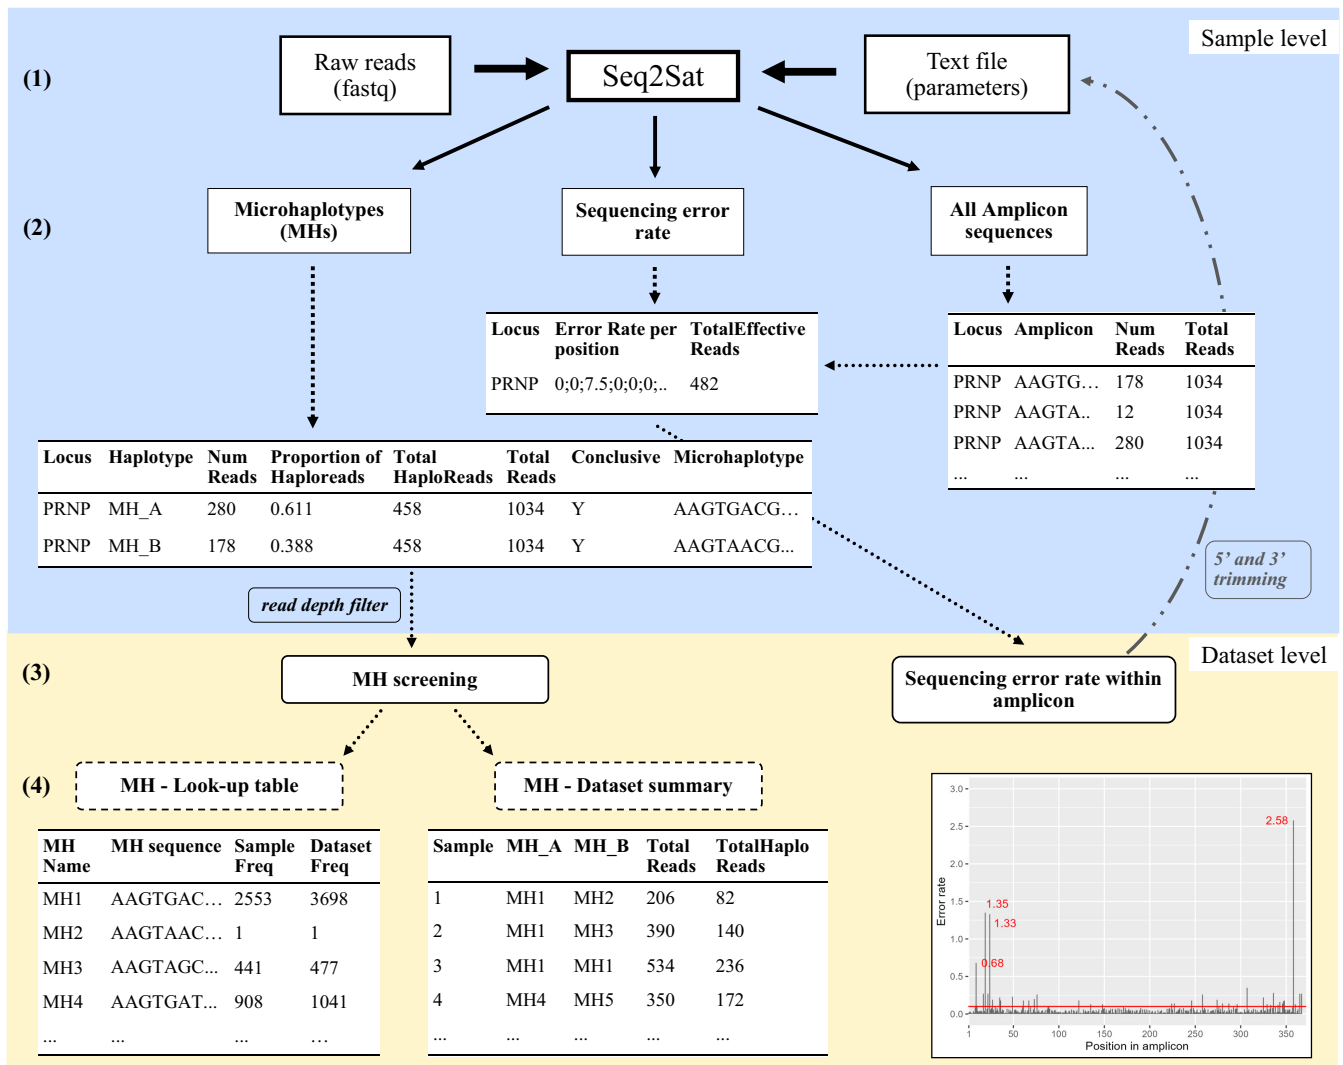 Sample level
(1)
Raw reads
(fastq)
Seq2Sat
Text file
(parameters)
(2)
Microhaplotypes
(MHs)
Sequencing error
rate
All Amplicon
sequences
Locus Error Rate per position TotalEffective Reads
PRNP 0;0;7.5;0;0;0;.. 482
Locus Amplicon Num Reads Total Reads
PRNP AAGTG… 178 1034
PRNP AAGTA.. 12 1034
PRNP AAGTA... 280 1034
... ... ... ...
Locus Haplotype Num Reads Proportion of Haploreads Total HaploReads Total Reads Conclusive Microhaplotype
PRNP MH_A 280 0.611 458 1034 Y AAGTGACG…
PRNP MH_B 178 0.388 458 1034 Y AAGTAACG...
5’ and 3’
trimming
read depth filter
Dataset level
(3)
MH screening
Sequencing error rate within
amplicon
(4)
MH - Look-up table
MH - Dataset summary
MH Name MH sequence Sample Freq Dataset Freq
MH1 AAGTGAC… 2553 3698
MH2 AAGTAAC… 1 1
MH3 AAGTAGC... 441 477
MH4 AAGTGAT... 908 1041
... ... ... …
Sample MH_A MH_B Total Reads TotalHaplo Reads
1 MH1 MH2 206 82
2 MH1 MH3 390 140
3 MH1 MH1 534 236
4 MH4 MH5 350 172
... ... ... ... ...
Error rate
3.0
2.5
2.0
1.5
1.0
0.5
0.0
2.58
1.35
1.33
0.68
1 50 100 150 200 250 300 350
Position in amplicon